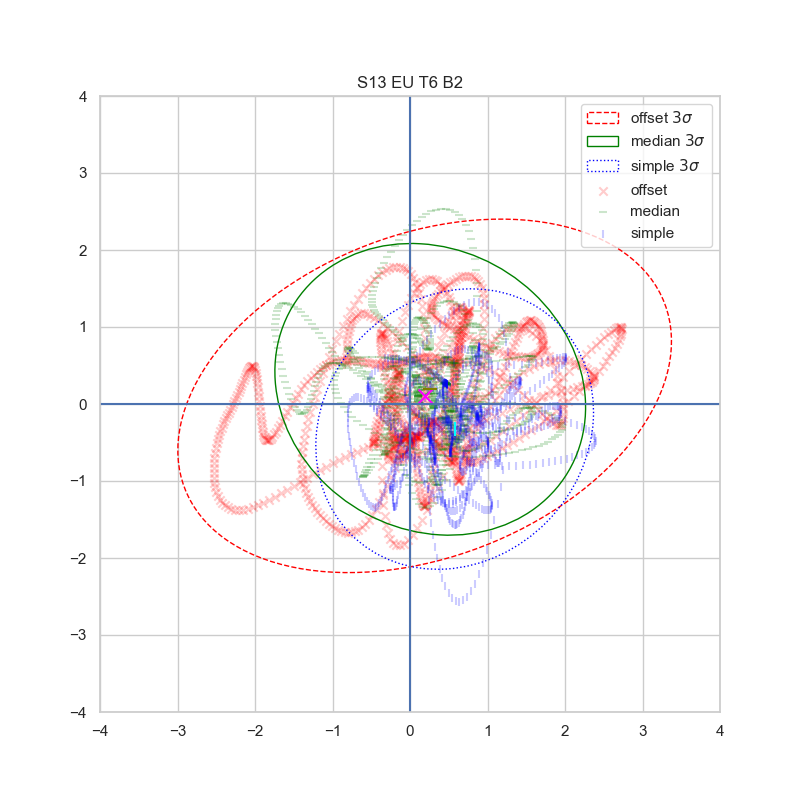 S13 EU T6 B2
offset 3σ
median 3σ
simple 3σ
offset
median
simple
4
3
2
1
0
−1
−2
−3
−4
−4 −3 −2 −1 0 1 2 3 4